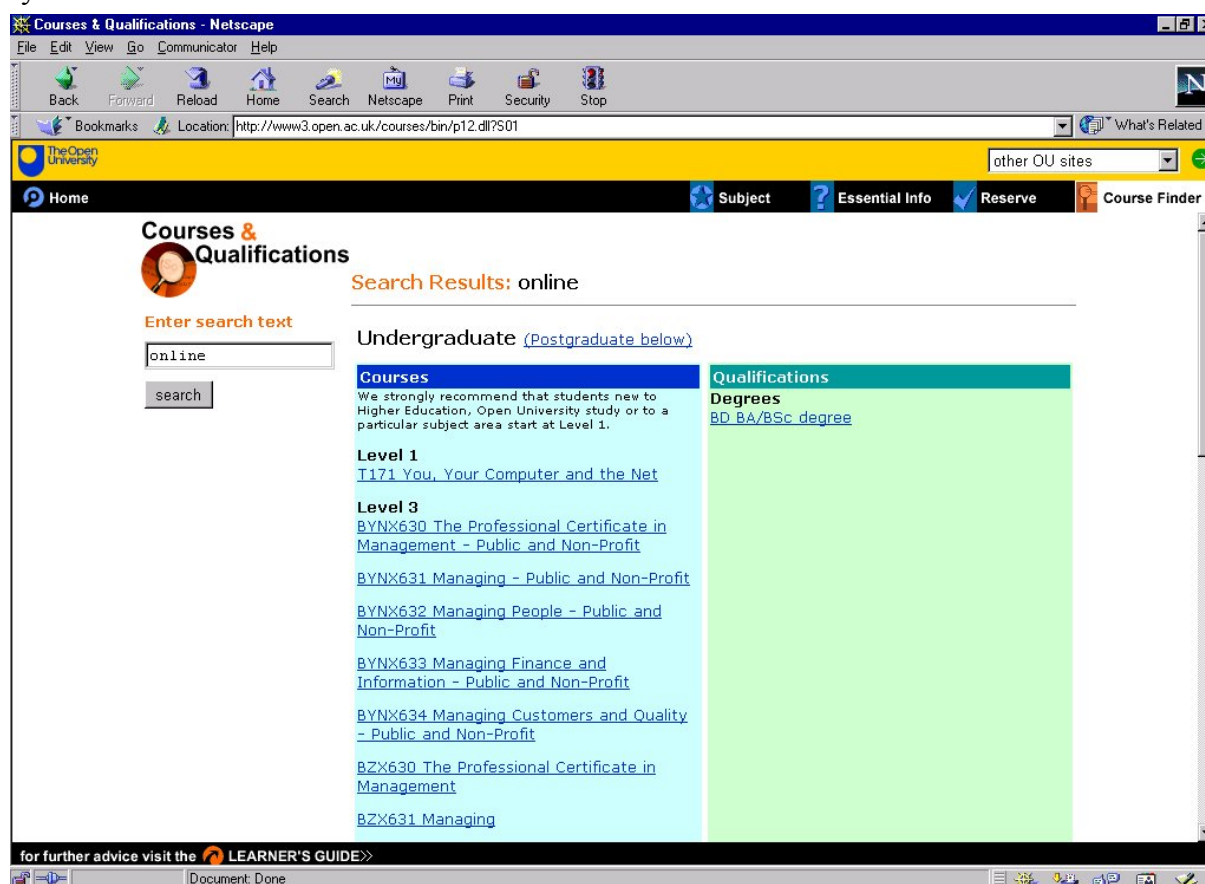 Courses & Qualifications - Netscape
File Edit View Go Communicator Help
Back Forward Reload Home Search Netscape Print Security Stop
Bookmarks Location: http://www3.open.ac.uk/courses/bin/p12.dll?S01 What's Related
The Open
University
other OU sites
Home Subject Essential Info Reserve Course Finder
Courses &
Qualifications
Search Results: online
Enter search text
online
search
Undergraduate (Postgraduate below)
Courses
We strongly recommend that students new to
Higher Education, Open University study or to a
particular subject area start at Level 1.
Level 1
T171 You, Your Computer and the Net
Level 3
BYNX630 The Professional Certificate in
Management - Public and Non-Profit
BYNX631 Managing - Public and Non-Profit
BYNX632 Managing People - Public and
Non-Profit
BYNX633 Managing Finance and
Information - Public and Non-Profit
BYNX634 Managing Customers and Quality
- Public and Non-Profit
BZX630 The Professional Certificate in
Management
BZX631 Managing
Qualifications
Degrees
BD BA/BSc degree
for further advice visit the LEARNER'S GUIDE>>
Document: Done